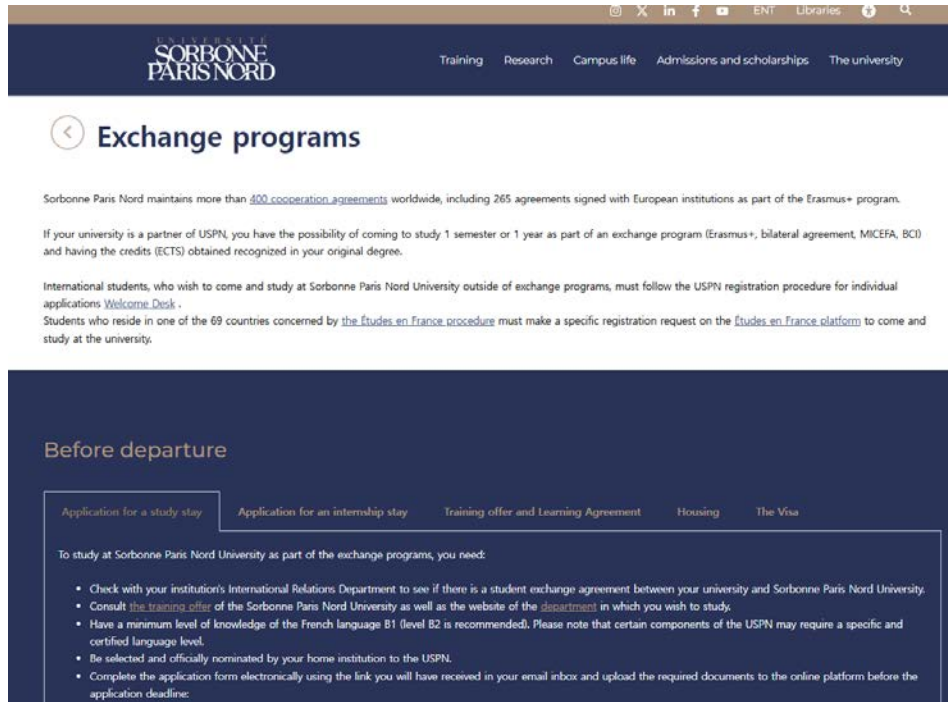 ENT Libraries
UNIVERSITÉ
SORBONNE
PARIS NORD
Training Research Campus life Admissions and scholarships The university
Exchange programs
Sorbonne Paris Nord maintains more than 400 cooperation agreements worldwide, including 265 agreements signed with European institutions as part of the Erasmus+ program.
If your university is a partner of USPN, you have the possibility of coming to study 1 semester or 1 year as part of an exchange program (Erasmus+, bilateral agreement, MICEFA, BCI)
and having the credits (ECTS) obtained recognized in your original degree.
International students, who wish to come and study at Sorbonne Paris Nord University outside of exchange programs, must follow the USPN registration procedure for individual
applications Welcome Desk .
Students who reside in one of the 69 countries concerned by the Études en France procedure must make a specific registration request on the Études en France platform to come and
study at the university.
Before departure
Application for a study stay Application for an internship stay Training offer and Learning Agreement Housing The Visa
To study at Sorbonne Paris Nord University as part of the exchange programs, you need:
• Check with your institution's International Relations Department to see if there is a student exchange agreement between your university and Sorbonne Paris Nord University.
• Consult the training offer of the Sorbonne Paris Nord University as well as the website of the department in which you wish to study.
• Have a minimum level of knowledge of the French language B1 (level B2 is recommended). Please note that certain components of the USPN may require a specific and
certified language level.
• Be selected and officially nominated by your home institution to the USPN.
• Complete the application form electronically using the link you will have received in your email inbox and upload the required documents to the online platform before the
application deadline: